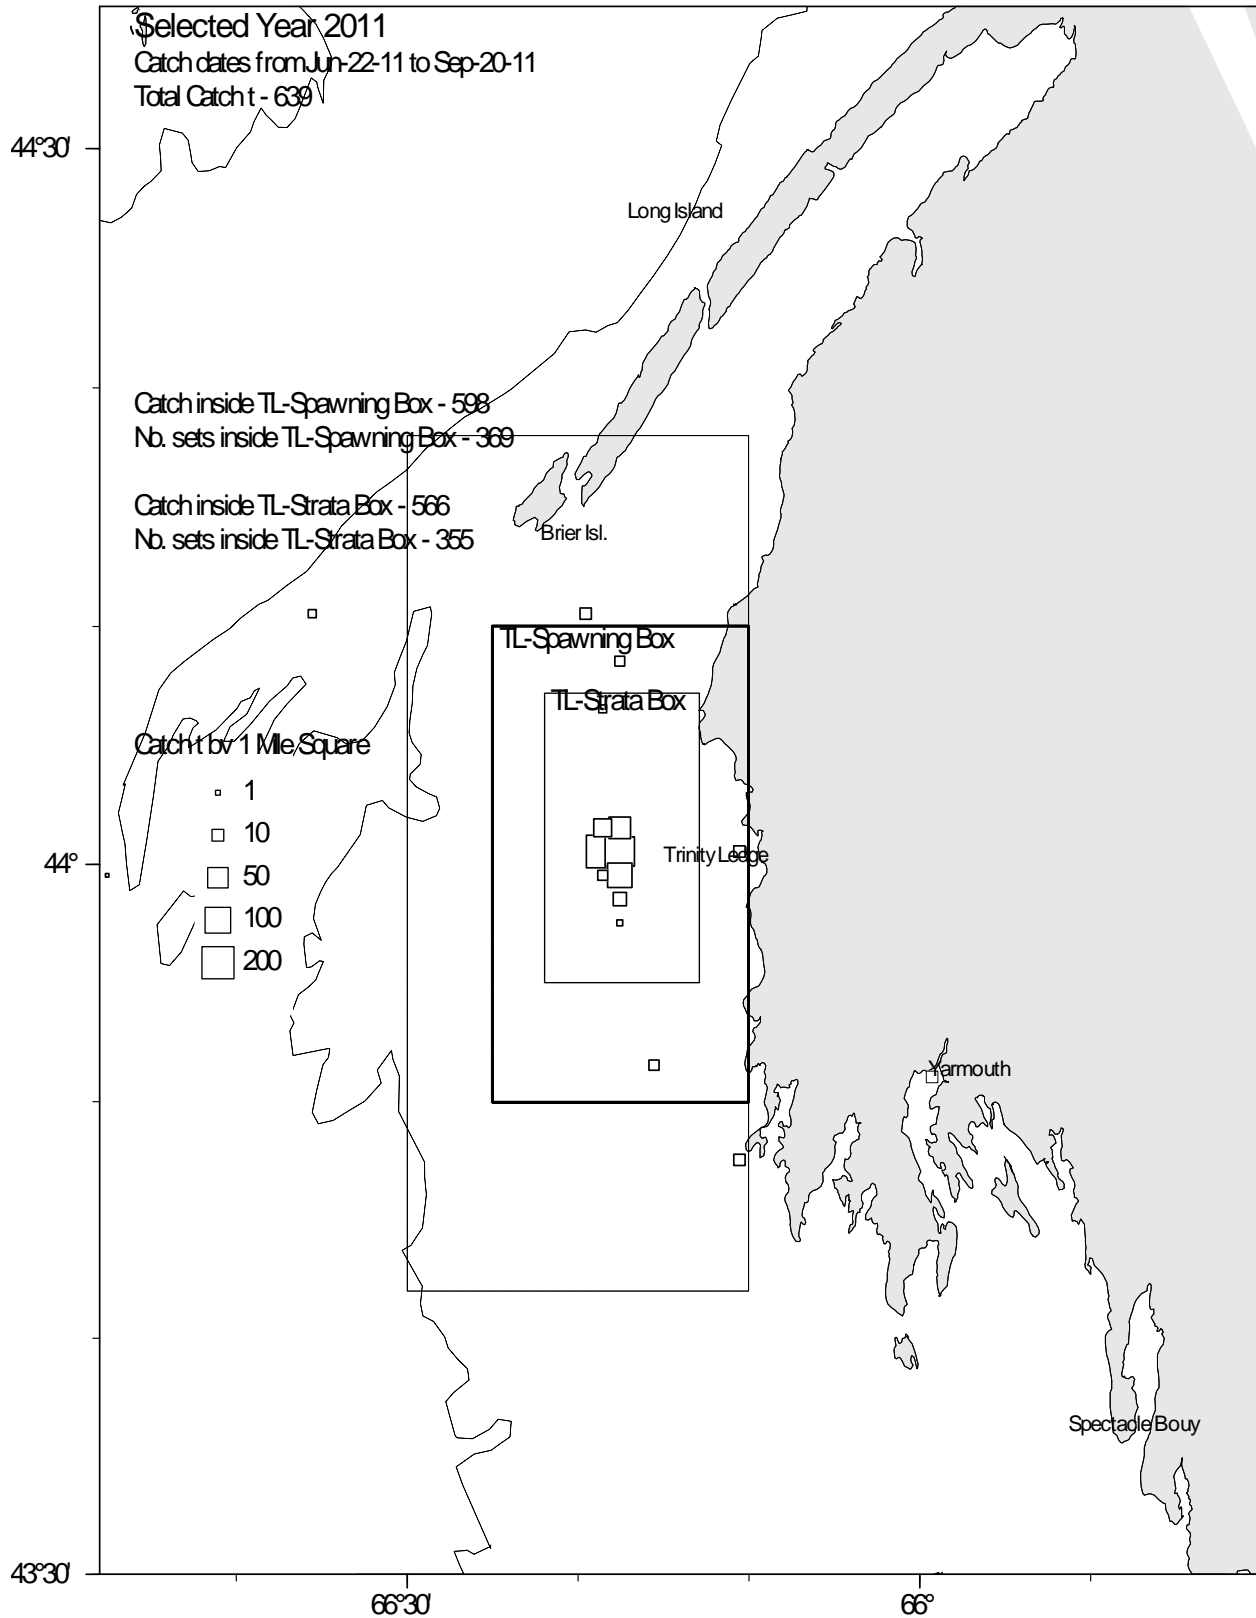 Selected Year 2011
Catch dates from Jun-22-11 to Sep-20-11
Total Catch t - 639
44°30'
Long Island
Catch inside TL-Spawning Box - 598
No. sets inside TL-Spawning Box - 369
Catch inside TL-Strata Box - 566
No. sets inside TL-Strata Box - 355
Brier Isl.
TL-Spawning Box
TL-Strata Box
Catch t by 1 Mile Square
1
10
44°
Trinity Ledge
50
100
200
Yarmouth
Spectacle Bouy
43°30'
66°30'
66°